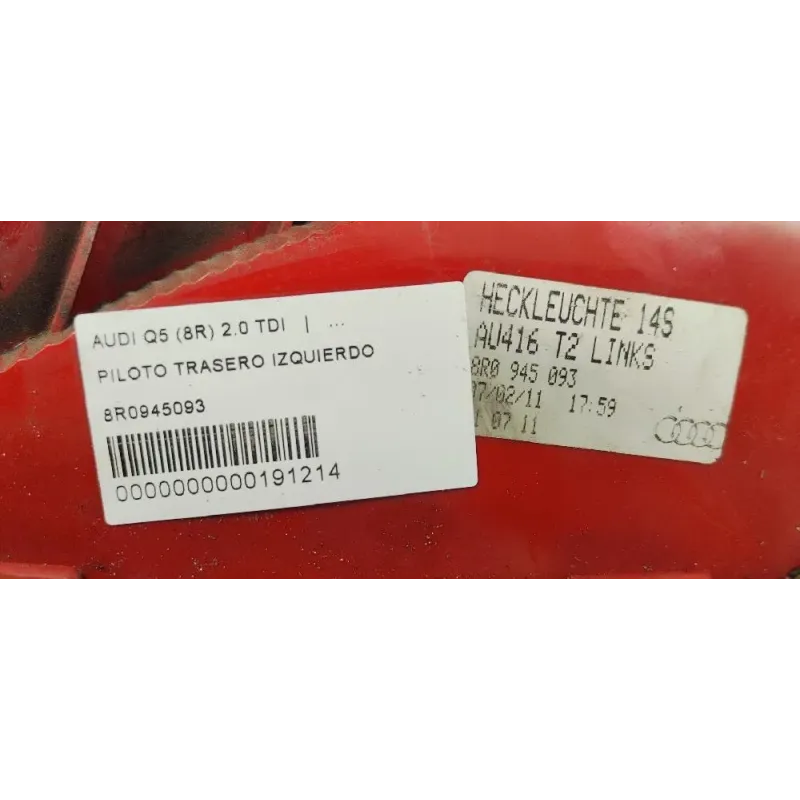 AUDI Q5 (8R) 2.0 TDI | ...
PILOTO TRASERO IZQUIERDO
8R0945093
0000000000191214
HECKLEUCHTE 14S
AU416 T2 LINKS
8R0 945 093
07/02/11 17:59
07 11